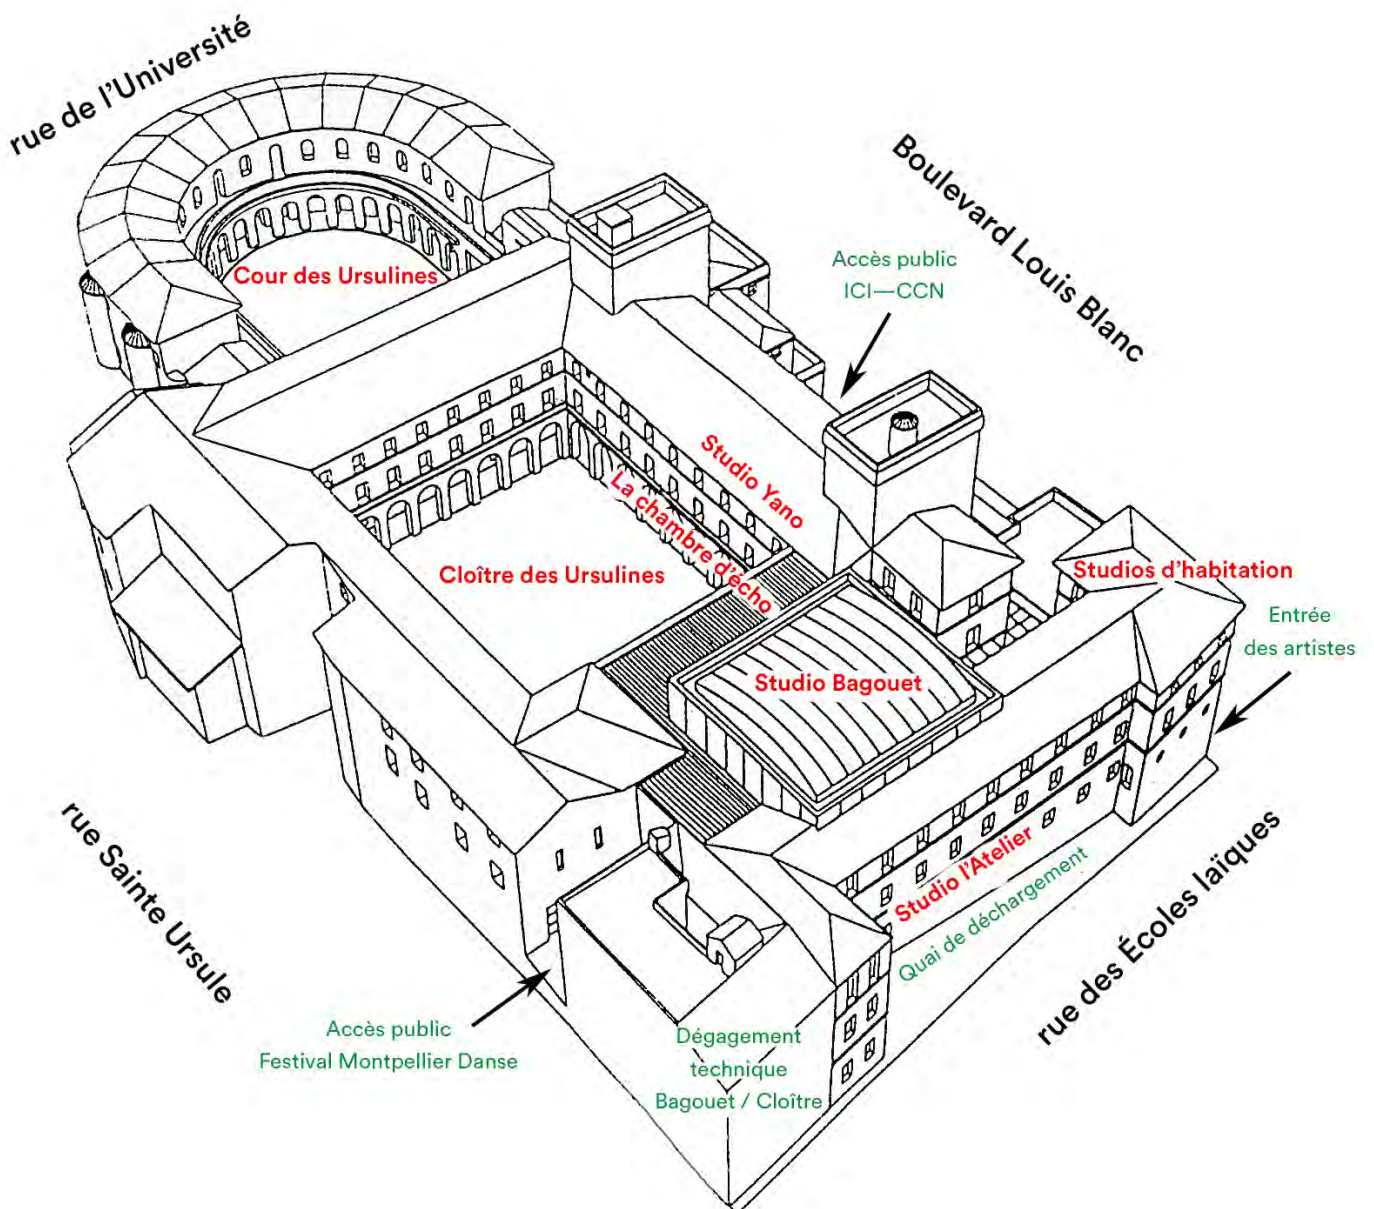 rue de l'Université
Boulevard Louis Blanc
Accès public
ICI—CCN
Cour des Ursulines
Studio Yano
La chambre d'écho
Cloître des Ursulines
Studios d'habitation
Entrée
des artistes
Studio Bagouet
Studio l'Atelier
Quai de déchargement
rue des Écoles laïques
rue Sainte Ursule
Accès public
Festival Montpellier Danse
Dégagement
technique
Bagouet / Cloître